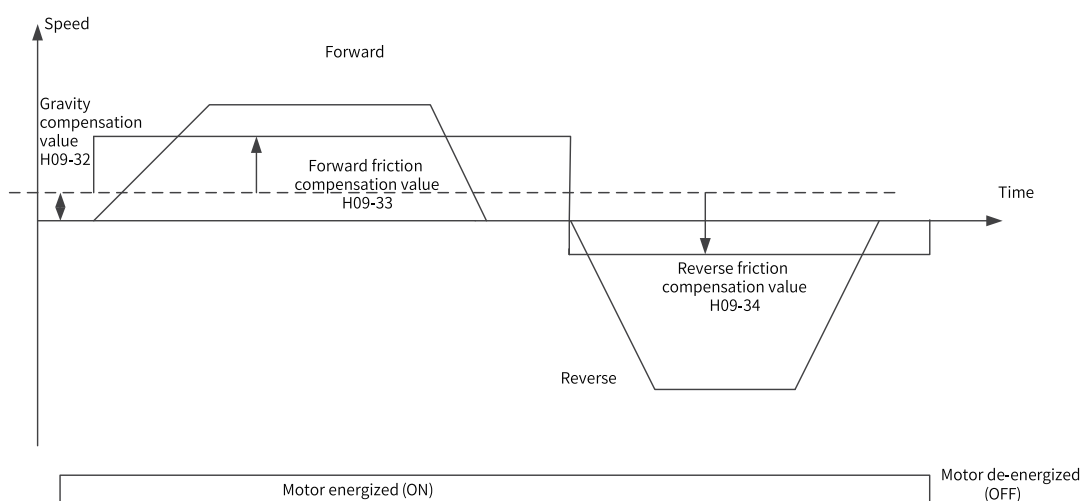 Speed
Forward
Gravity
compensation
value
H09-32
Forward friction
compensation value
H09-33
Time
Reverse friction
compensation value
H09-34
Reverse
Motor energized (ON)
Motor de-energized
(OFF)